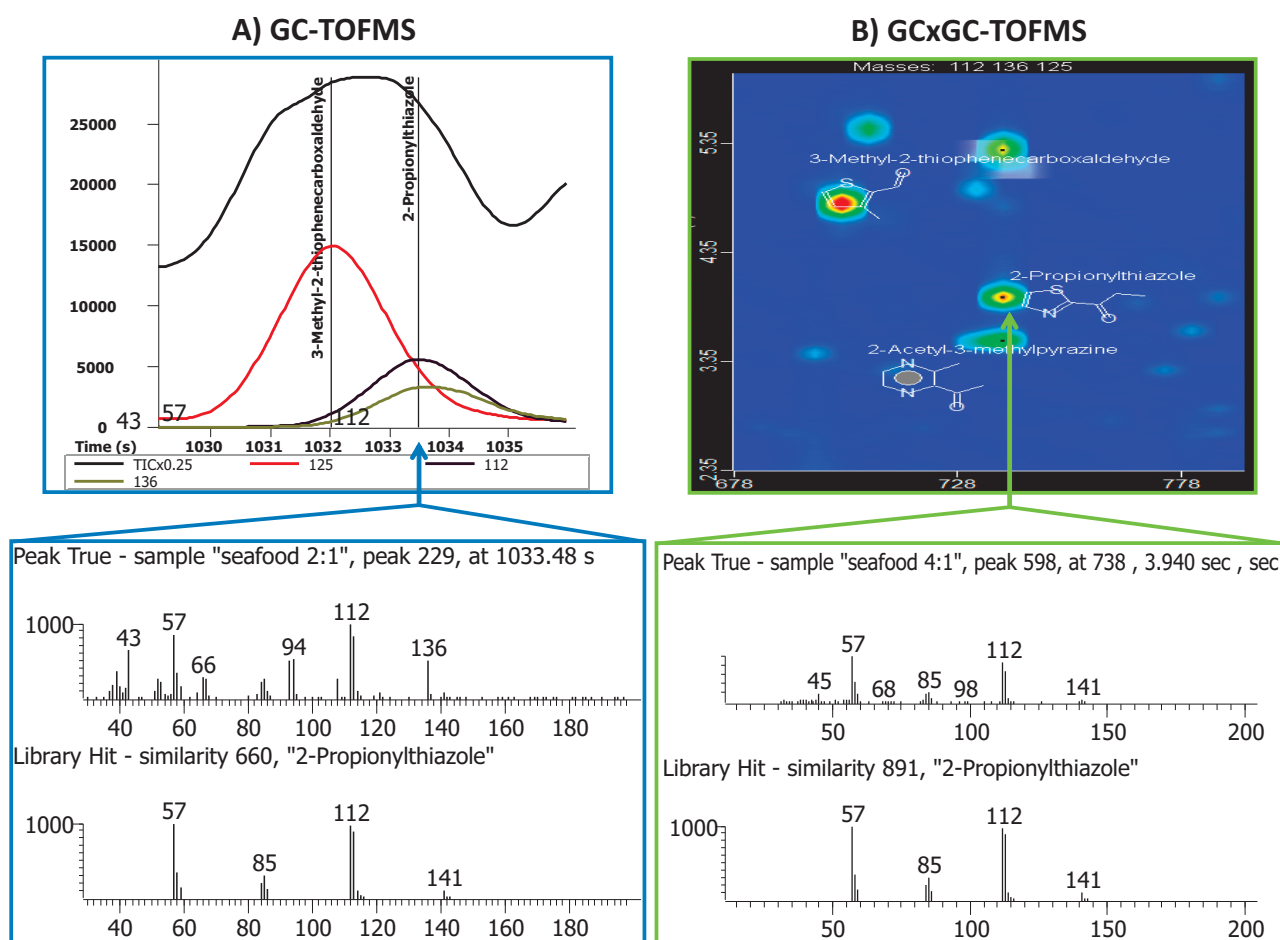 A) GC-TOFMS
25000
20000
15000
10000
5000
0
3-Methyl-2-thiophenecarboxaldehyde
2-Propionylthiazole
43 57 112
Time (s) 1030 1031 1032 1033 1034 1035
TICx0.25 125 112
136
Peak True - sample "seafood 2:1", peak 229, at 1033.48 s
1000
43 57 66 94 112 136
40 60 80 100 120 140 160 180
Library Hit - similarity 660, "2-Propionylthiazole"
1000
57 85 112 141
40 60 80 100 120 140 160 180
B) GCxGC-TOFMS
Masses: 112 136 125
5.35
4.35
3.35
2.35
3-Methyl-2-thiophenecarboxaldehyde
S
O
2-Propionylthiazole
S
N
O
2-Acetyl-3-methylpyrazine
N
N
O
678 728 778
Peak True - sample "seafood 4:1", peak 598, at 738 , 3.940 sec , sec
45 57 68 85 98 112 141
50 100 150 200
Library Hit - similarity 891, "2-Propionylthiazole"
1000
57 85 112 141
50 100 150 200